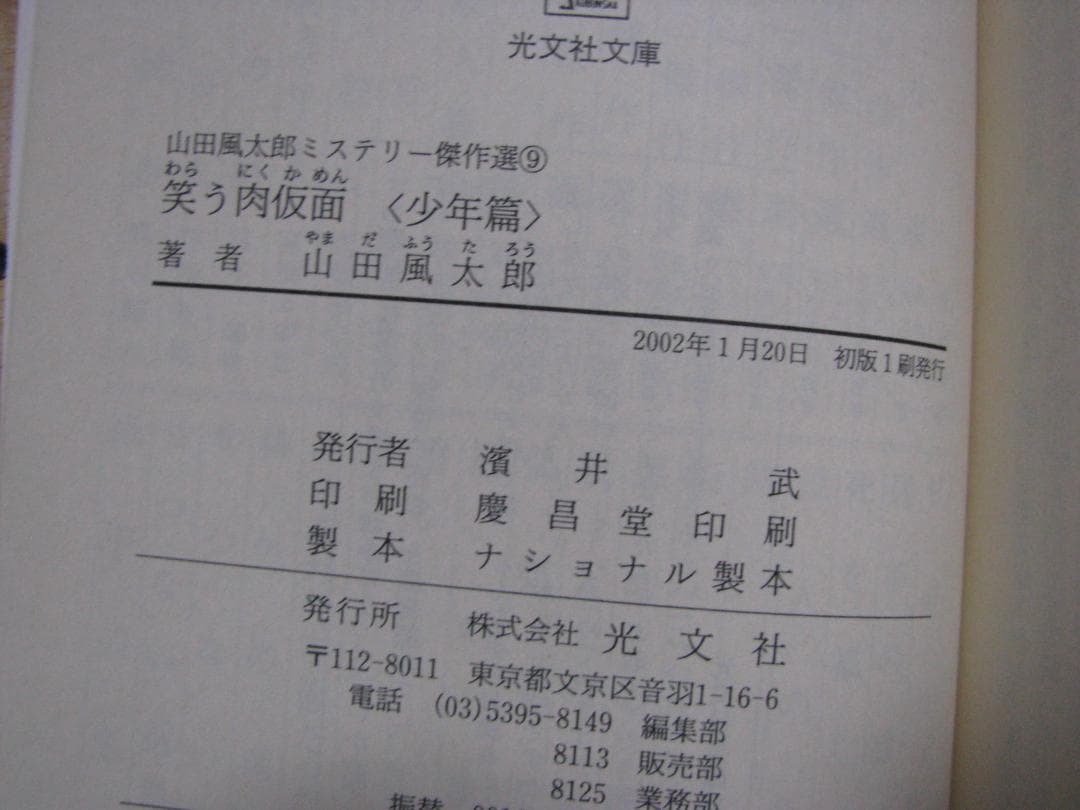 光文社文庫
山田風太郎ミステリー傑作選⑨
わら にく か めん
笑う肉仮面 〈少年篇〉
やま だ ふう た ろう
著者 山田風太郎
2002年1月20日 初版1刷発行
発行者 濱井武
印刷 慶昌堂印刷
製本 ナショナル製本
発行所 株式会社 光文社
〒112-8011 東京都文京区音羽1-16-6
電話 (03)5395-8149 編集部
8113 販売部
8125 業務部
振替